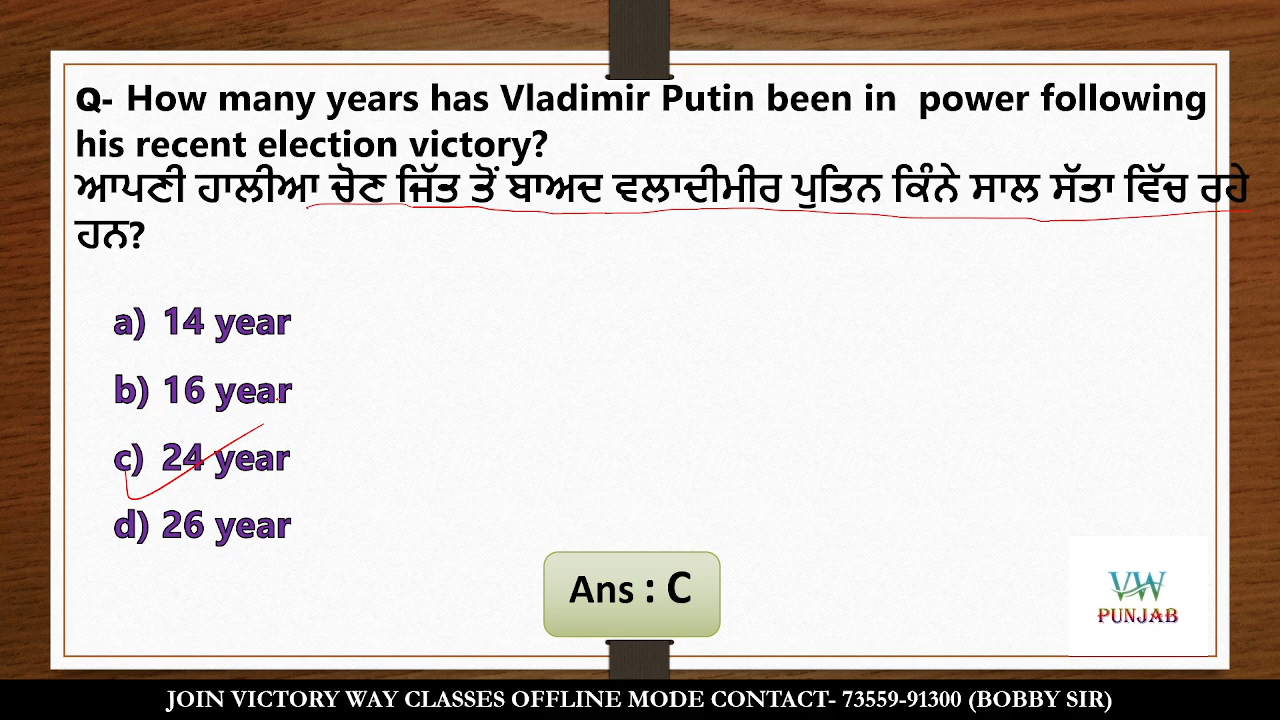 Q- How many years has Vladimir Putin been in power following
his recent election victory?
ਆਪਣੀ ਹਾਲੀਆ ਚੋਣ ਜਿੱਤ ਤੋਂ ਬਾਅਦ ਵਲਾਦੀਮੀਰ ਪੁਤਿਨ ਕਿੰਨੇ ਸਾਲ ਸੱਤਾ ਵਿੱਚ ਰਹੇ
ਹਨ?
a) 14 year
b) 16 year
c) 24 year
d) 26 year
Ans : C
VW
PUNJAB
JOIN VICTORY WAY CLASSES OFFLINE MODE CONTACT- 73559-91300 (BOBBY SIR)